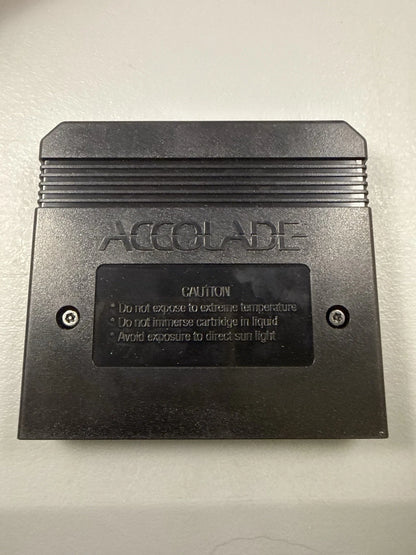 ACCOLADE
CAUTION
* Do not expose to extreme temperature
* Do not immerse cartridge in liquid
* Avoid exposure to direct sun light